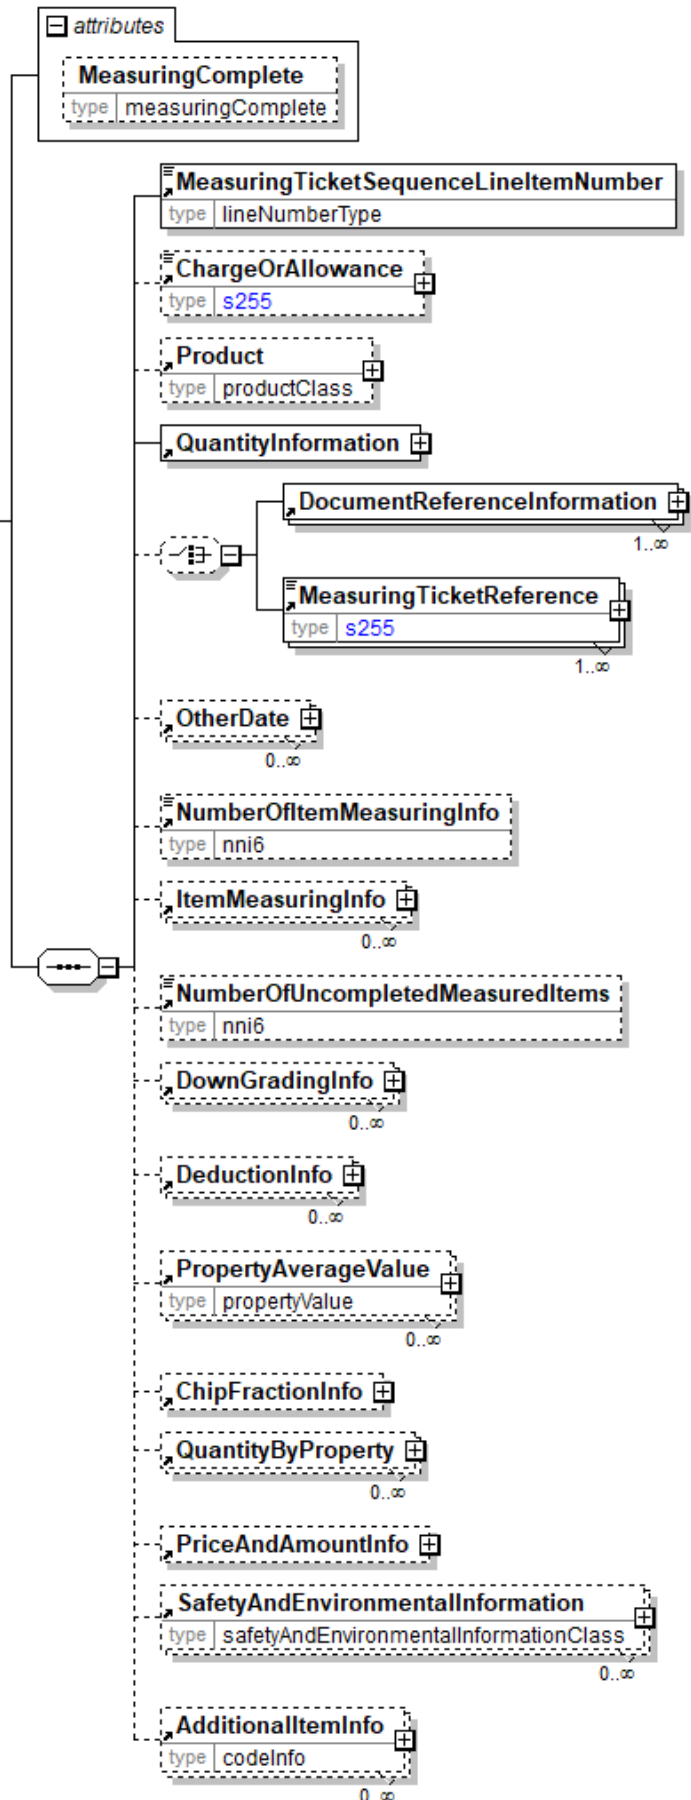 attributes
MeasuringComplete
type measuringComplete
MeasuringTicketSequenceLineItemNumber
type lineNumberType
ChargeOrAllowance
type s255
Product
type productClass
QuantityInformation
DocumentReferenceInformation
1..∞
MeasuringTicketReference
type s255
1..∞
OtherDate
0..∞
NumberOfItemMeasuringInfo
type nni6
ItemMeasuringInfo
0..∞
NumberOfUncompletedMeasuredItems
type nni6
DownGradingInfo
0..∞
DeductionInfo
0..∞
PropertyAverageValue
type propertyValue
0..∞
ChipFractionInfo
QuantityByProperty
0..∞
PriceAndAmountInfo
SafetyAndEnvironmentalInformation
type safetyAndEnvironmentalInformationClass
0..∞
AdditionalItemInfo
type codeInfo
0..∞